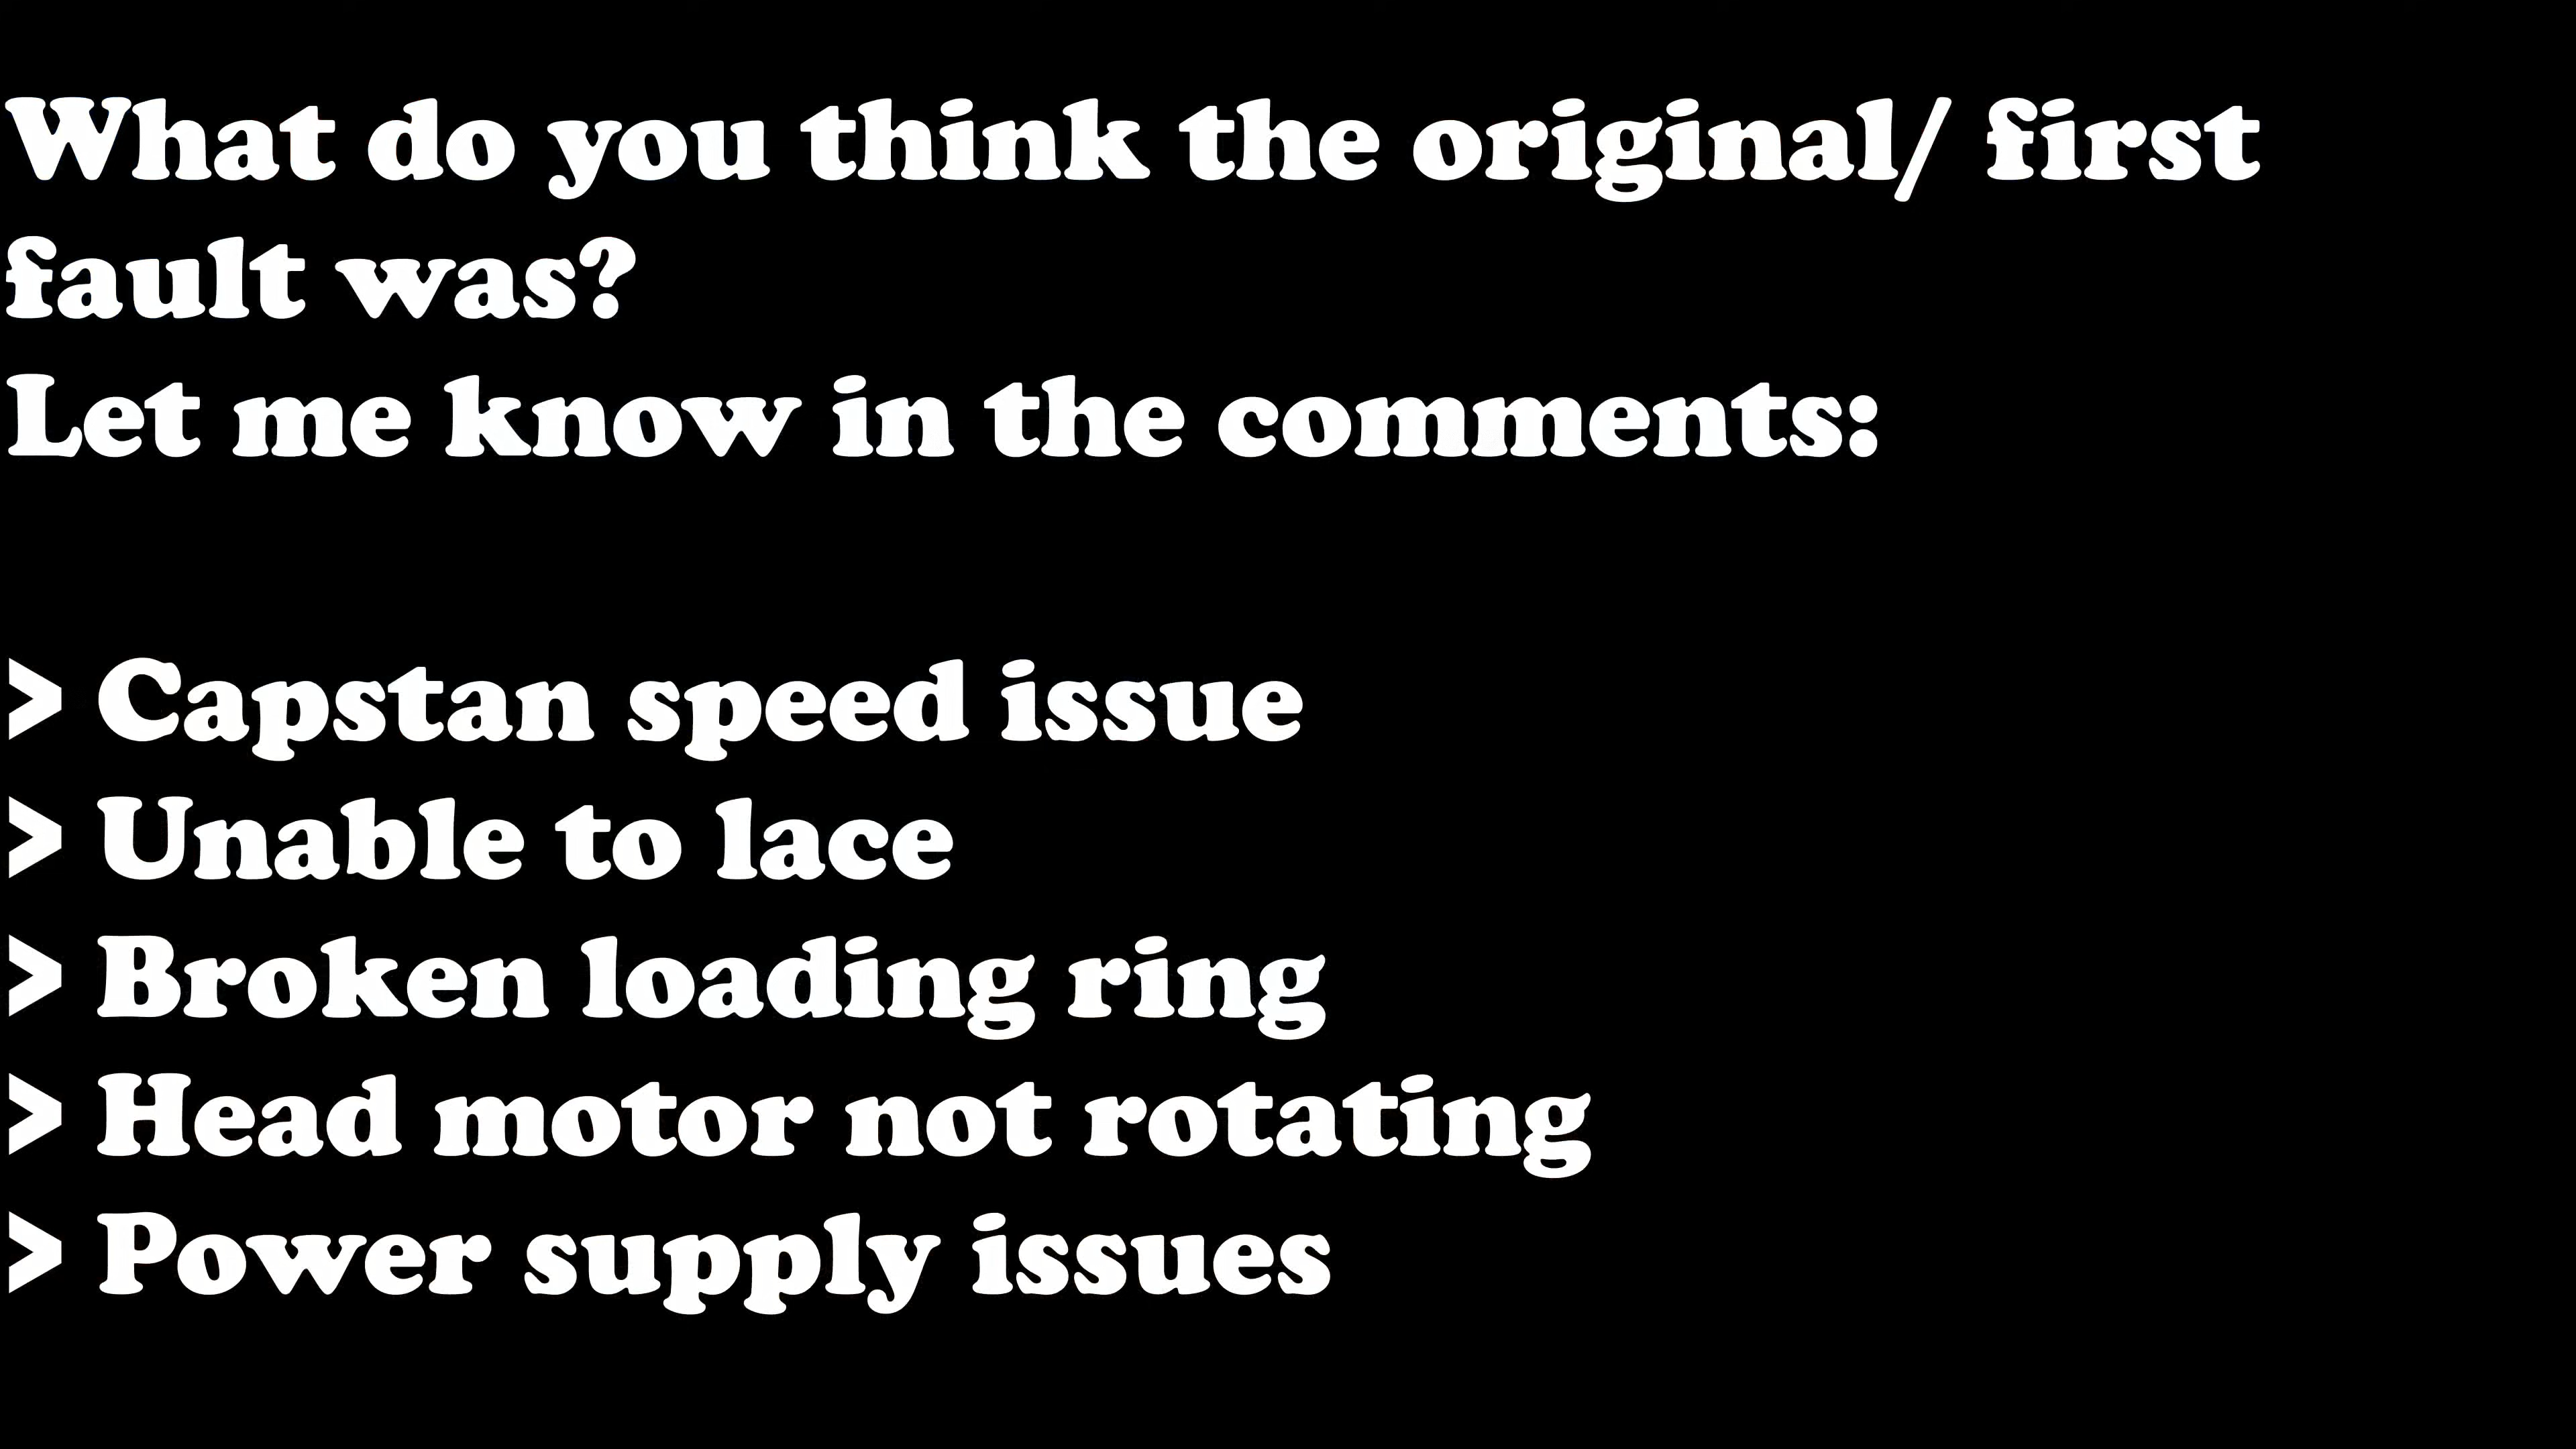 What do you think the original/ first
fault was?
Let me know in the comments:
> Capstan speed issue
> Unable to lace
> Broken loading ring
> Head motor not rotating
> Power supply issues